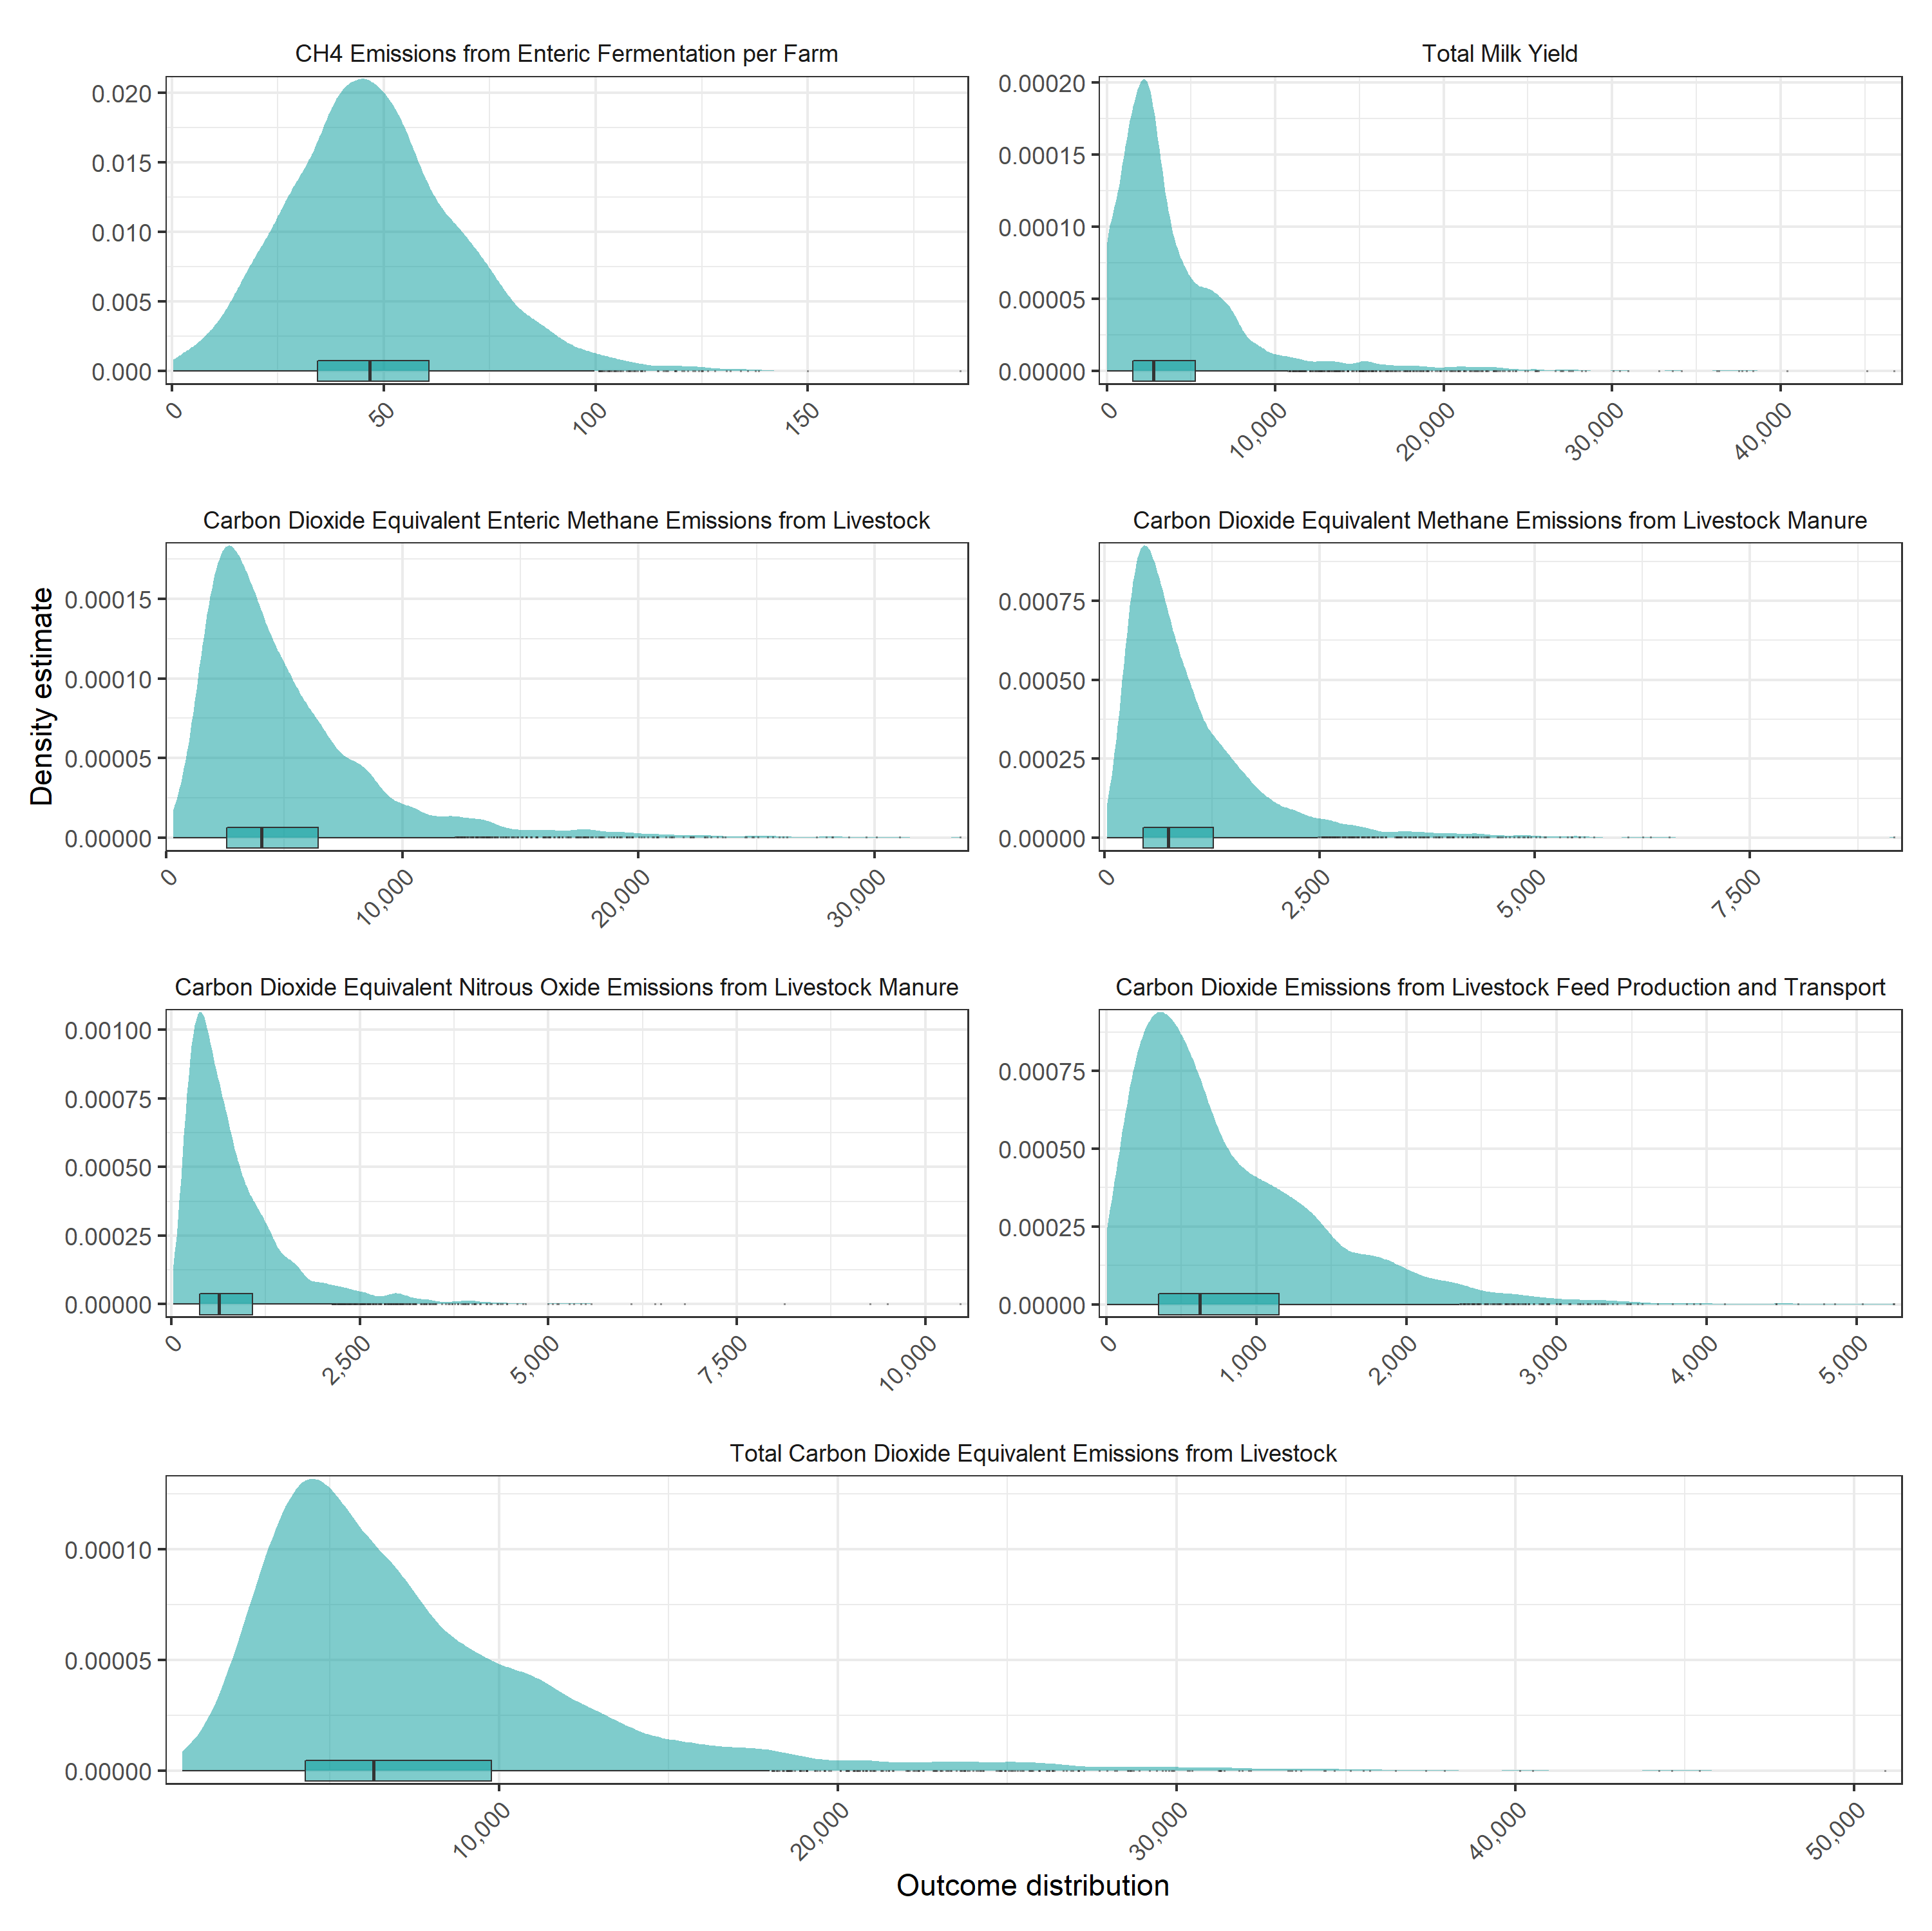 CH4 Emissions from Enteric Fermentation per Farm
0.020
0.015
0.010
0.005
0.000
0 50 100 150
Total Milk Yield
0.00020
0.00015
0.00010
0.00005
0.00000
0 10,000 20,000 30,000 40,000
Density estimate
Carbon Dioxide Equivalent Enteric Methane Emissions from Livestock
0.00015
0.00010
0.00005
0.00000
0 10,000 20,000 30,000
Carbon Dioxide Equivalent Methane Emissions from Livestock Manure
0.00075
0.00050
0.00025
0.00000
0 2,500 5,000 7,500
Carbon Dioxide Equivalent Nitrous Oxide Emissions from Livestock Manure
0.00100
0.00075
0.00050
0.00025
0.00000
0 2,500 5,000 7,500 10,000
Carbon Dioxide Emissions from Livestock Feed Production and Transport
0.00075
0.00050
0.00025
0.00000
0 1,000 2,000 3,000 4,000 5,000
Total Carbon Dioxide Equivalent Emissions from Livestock
0.00010
0.00005
0.00000
10,000 20,000 30,000 40,000 50,000
Outcome distribution